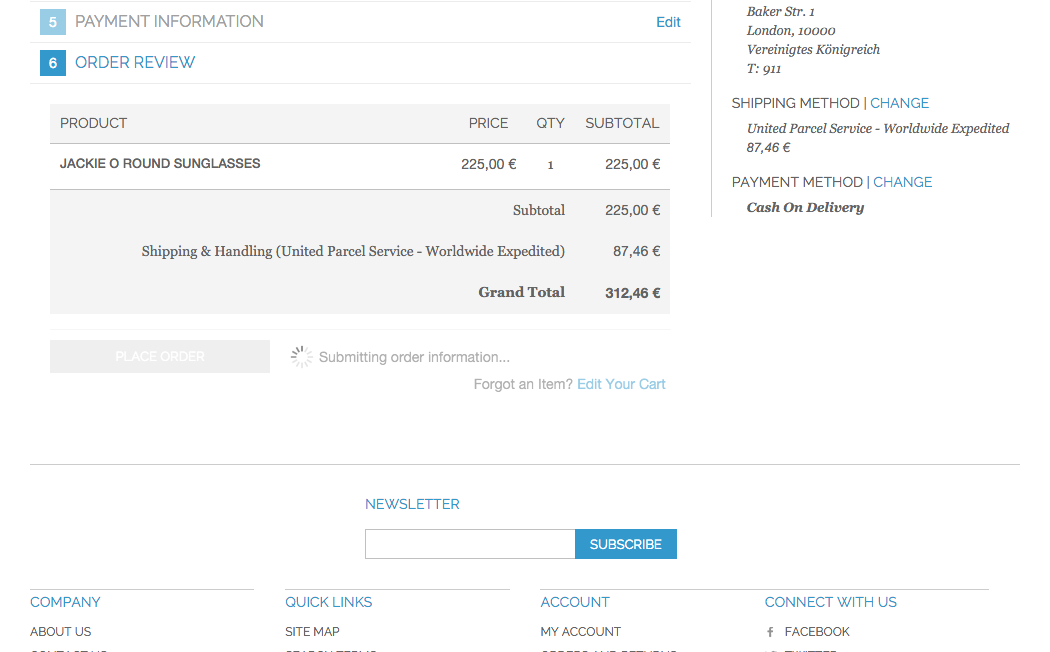 5 PAYMENT INFORMATION Edit
6 ORDER REVIEW
PRODUCT PRICE QTY SUBTOTAL
JACKIE O ROUND SUNGLASSES 225,00 € 1 225,00 €
Subtotal 225,00 €
Shipping & Handling (United Parcel Service - Worldwide Expedited) 87,46 €
Grand Total 312,46 €
PLACE ORDER Submitting order information...
Forgot an Item? Edit Your Cart
Baker Str. 1
London, 10000
Vereinigtes Königreich
T: 911
SHIPPING METHOD | CHANGE
United Parcel Service - Worldwide Expedited
87,46 €
PAYMENT METHOD | CHANGE
Cash On Delivery
NEWSLETTER
SUBSCRIBE
COMPANY QUICK LINKS ACCOUNT CONNECT WITH US
ABOUT US SITE MAP MY ACCOUNT FACEBOOK